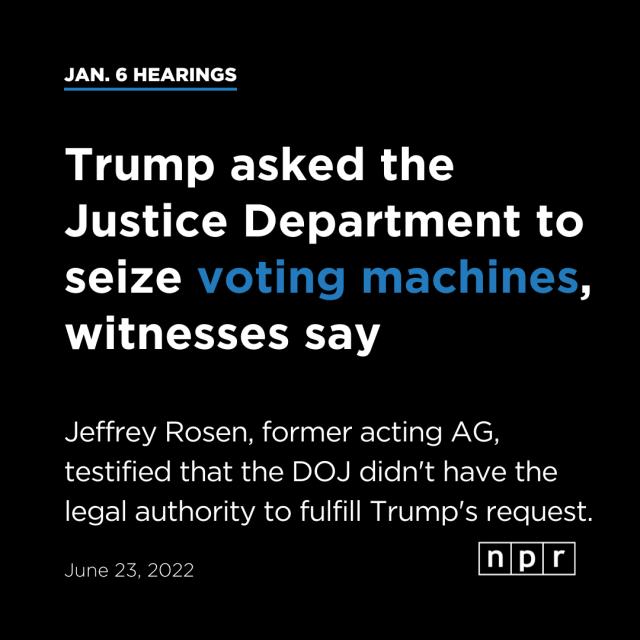 JAN. 6 HEARINGS
Trump asked the
Justice Department to
seize voting machines,
witnesses say
Jeffrey Rosen, former acting AG,
testified that the DOJ didn't have the
legal authority to fulfill Trump's request.
June 23, 2022
npr